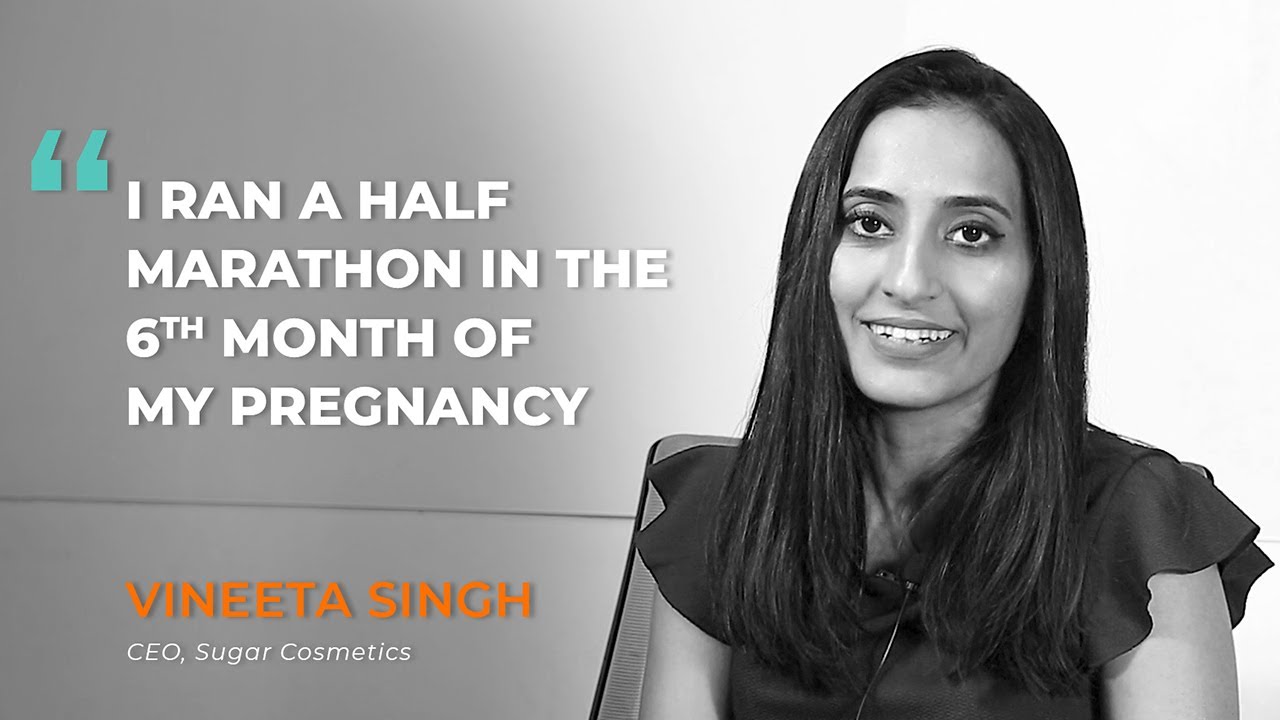 “
I RAN A HALF
MARATHON IN THE
6TH MONTH OF
MY PREGNANCY
VINEETA SINGH
CEO, Sugar Cosmetics